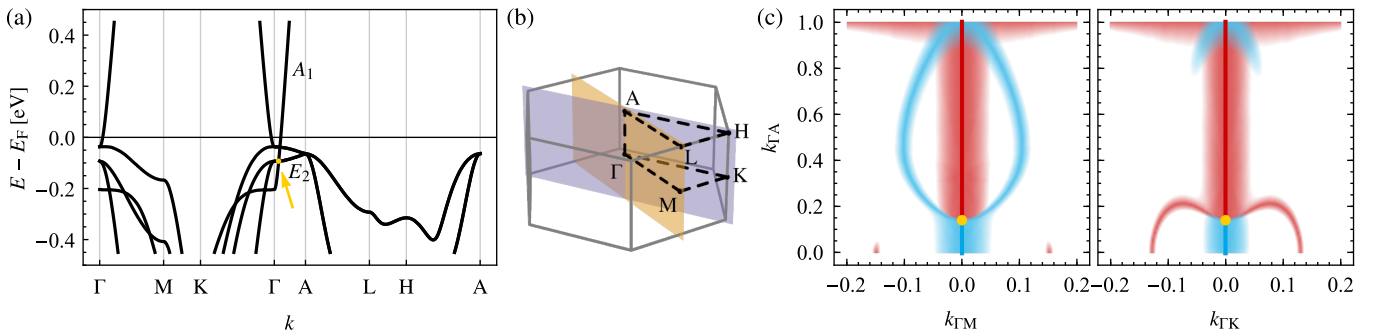 (a)
E − E_F [eV]
0.4
0.2
0.0
−0.2
−0.4
A₁
E₂
Γ M K Γ A L H A
k
(b)
A
H
L
Γ
K
M
(c)
k_ΓA
1.0
0.8
0.6
0.4
0.2
0.0
−0.2 −0.1 0.0 0.1 0.2
k_ΓM
−0.2 −0.1 0.0 0.1 0.2
k_ΓK